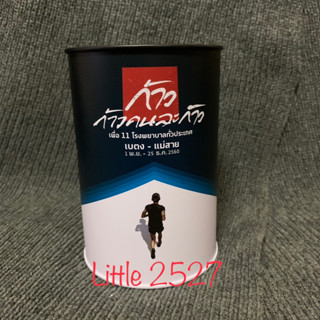 ก้าว
ก้าวคนละก้าว
เพื่อ 11 โรงพยาบาลทั่วประเทศ
เบตง - แม่สาย
1 พ.ย. - 25 ธ.ค. 2560
Little 2527